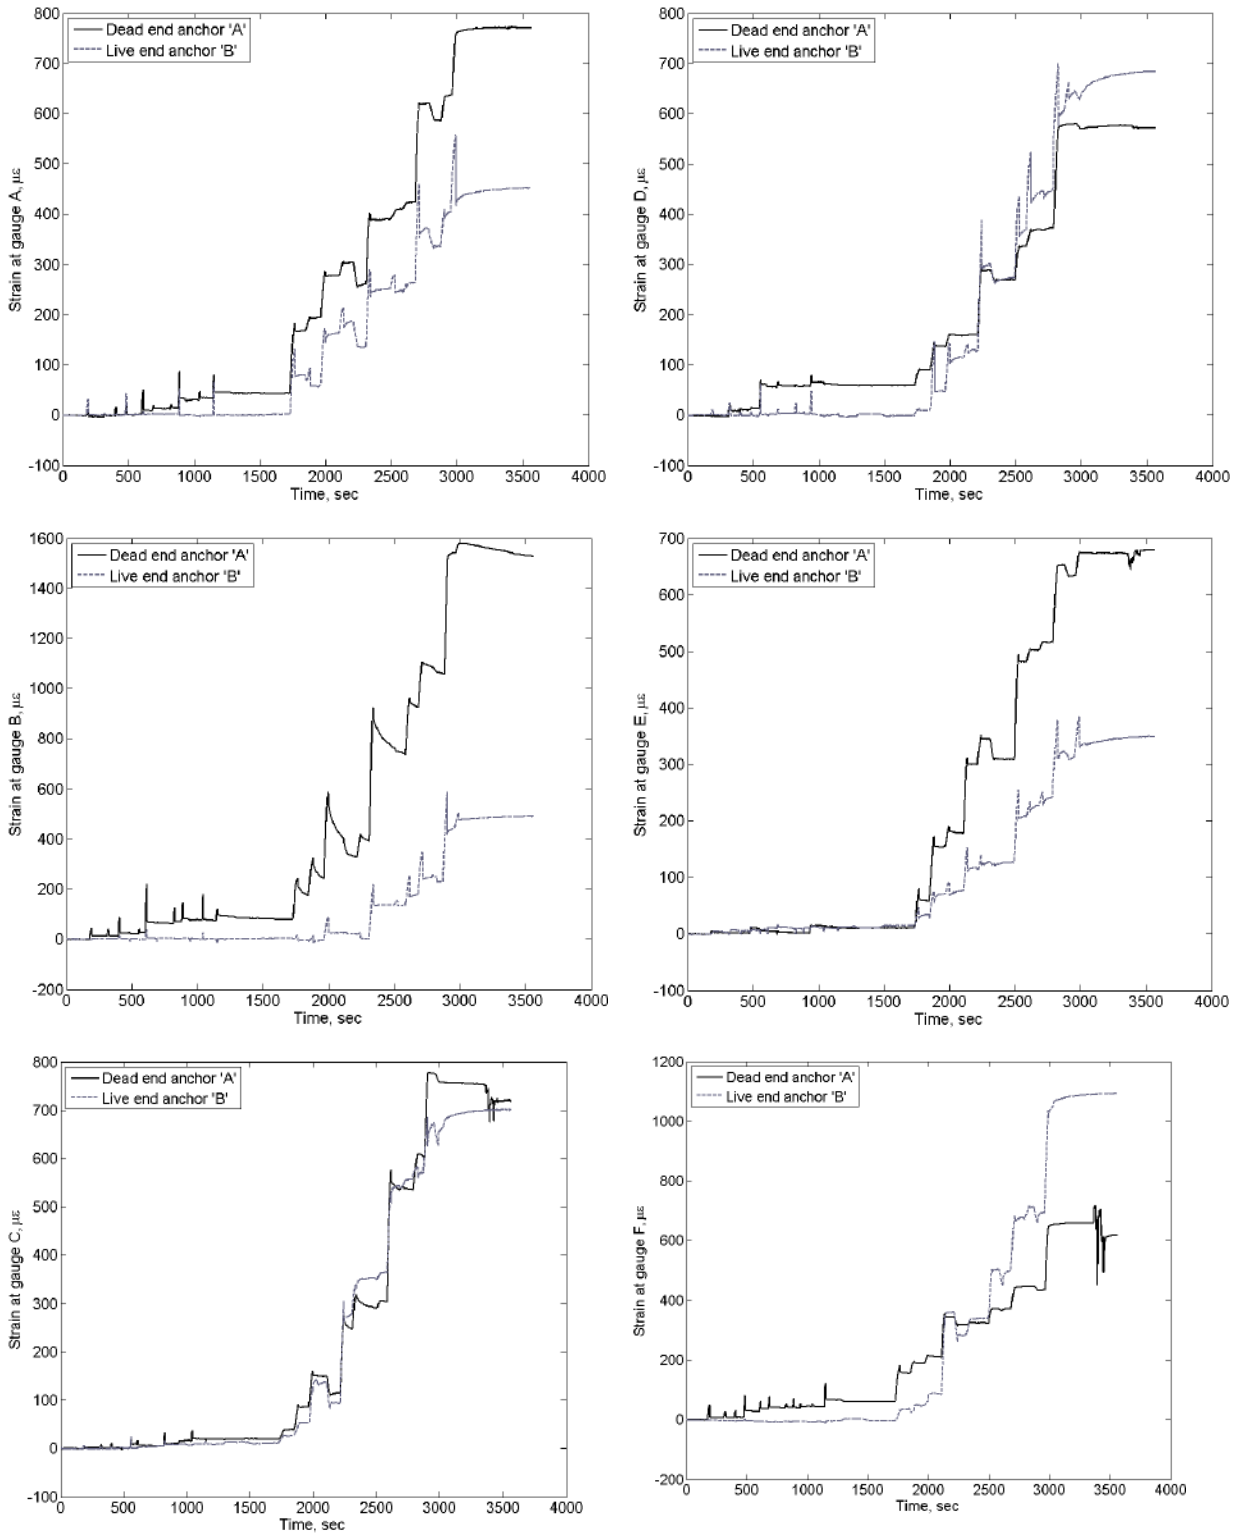 800
700
600
500
400
300
200
100
0
-100
Strain at gauge A, με
Dead end anchor 'A'
Live end anchor 'B'
0 500 1000 1500 2000 2500 3000 3500 4000
Time, sec
800
700
600
500
400
300
200
100
0
-100
Strain at gauge D, με
Dead end anchor 'A'
Live end anchor 'B'
0 500 1000 1500 2000 2500 3000 3500 4000
Time, sec
1600
1400
1200
1000
800
600
400
200
0
-200
Strain at gauge B, με
Dead end anchor 'A'
Live end anchor 'B'
0 500 1000 1500 2000 2500 3000 3500 4000
Time, sec
700
600
500
400
300
200
100
0
-100
Strain at gauge E, με
Dead end anchor 'A'
Live end anchor 'B'
0 500 1000 1500 2000 2500 3000 3500 4000
Time, sec
800
700
600
500
400
300
200
100
0
-100
Strain at gauge C, με
Dead end anchor 'A'
Live end anchor 'B'
0 500 1000 1500 2000 2500 3000 3500 4000
Time, sec
1200
1000
800
600
400
200
0
-200
Strain at gauge F, με
Dead end anchor 'A'
Live end anchor 'B'
0 500 1000 1500 2000 2500 3000 3500 4000
Time, sec